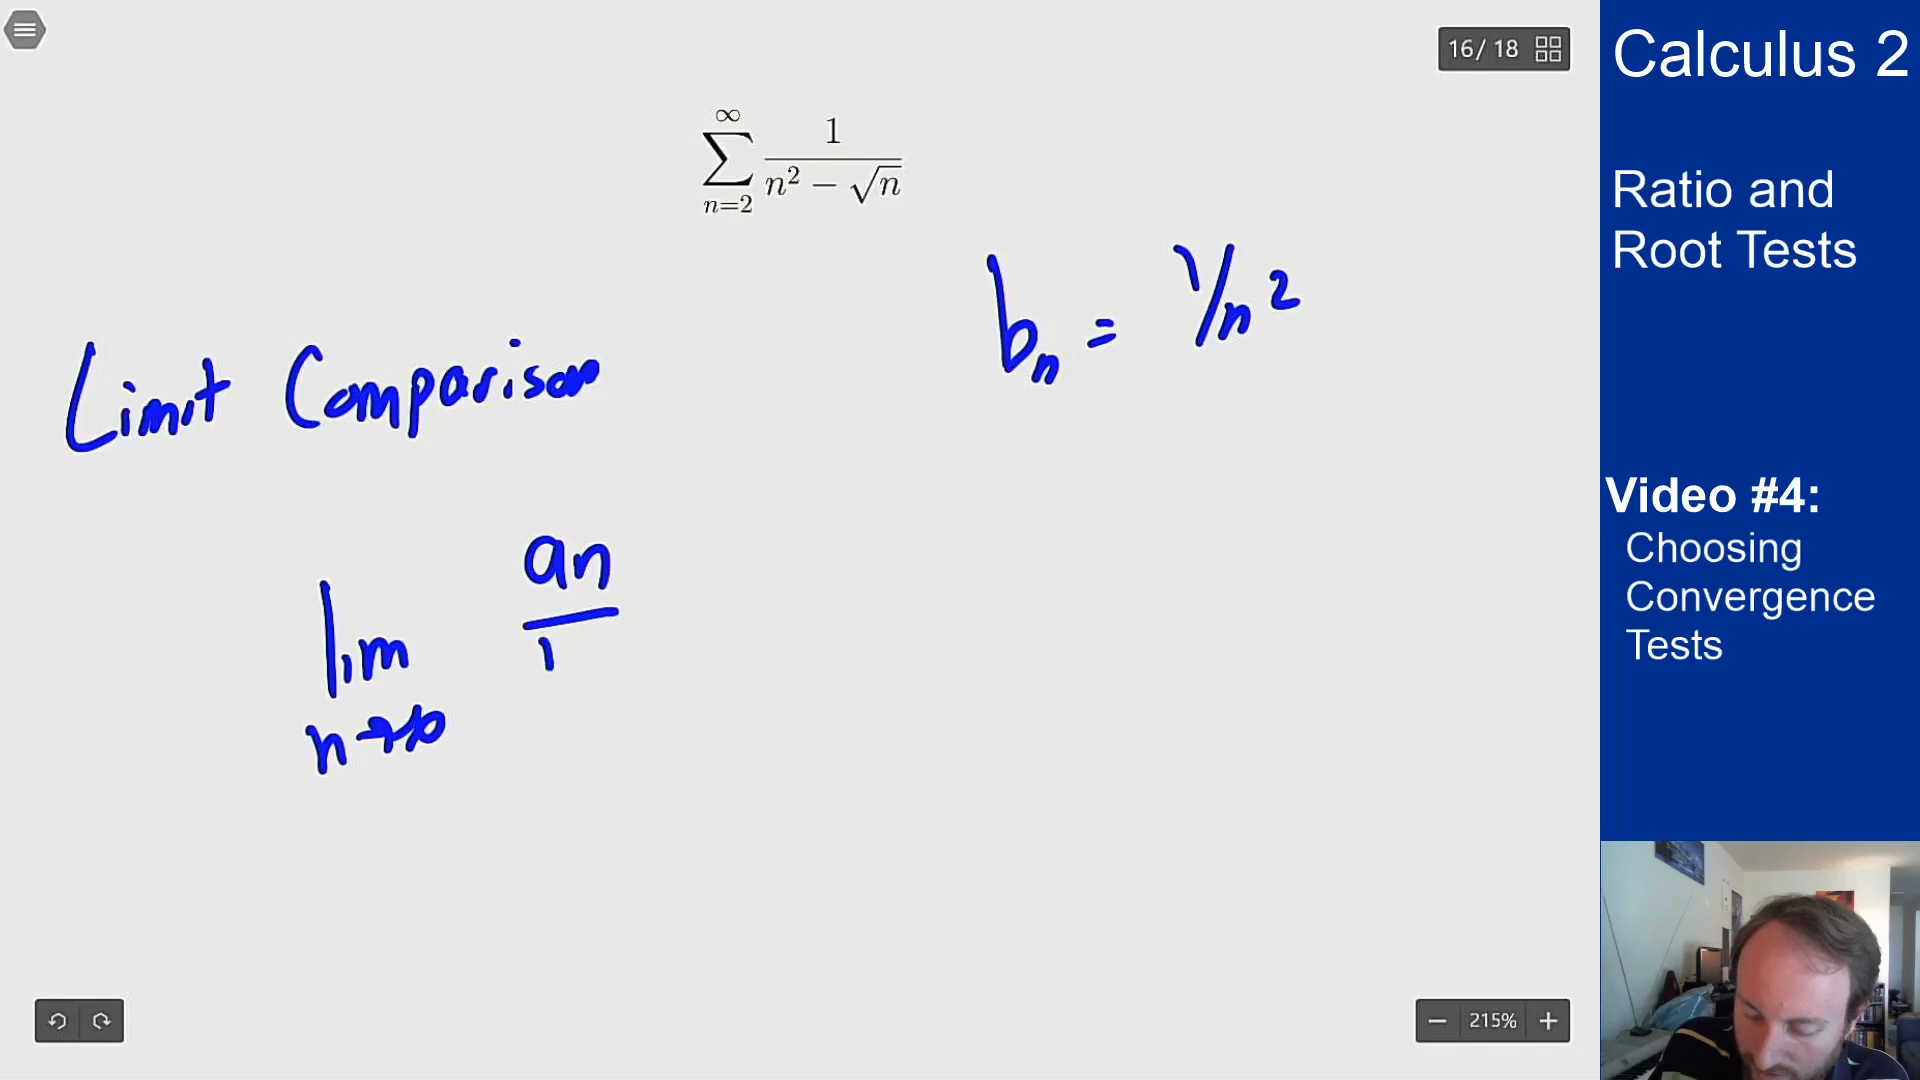 16/ 18
∞
∑ 1/(n² − √n)
n=2
bn = 1/n²
Limit Comparison
lim an
n→∞
215%
Calculus 2
Ratio and
Root Tests
Video #4:
Choosing
Convergence
Tests